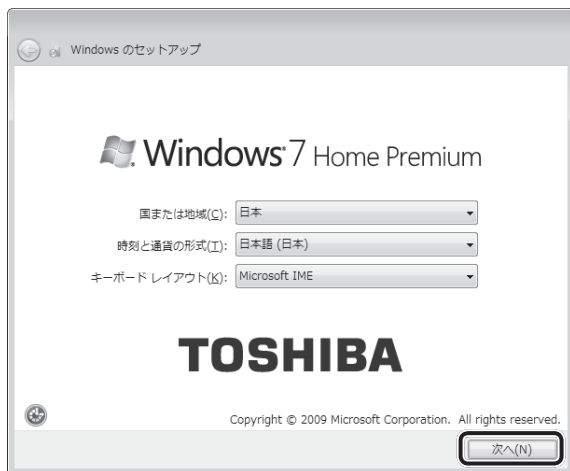 Windows のセットアップ
Windows 7 Home Premium
国または地域(C): 日本
時刻と通貨の形式(T): 日本語 (日本)
キーボード レイアウト(K): Microsoft IME
TOSHIBA
Copyright © 2009 Microsoft Corporation. All rights reserved.
次へ(N)